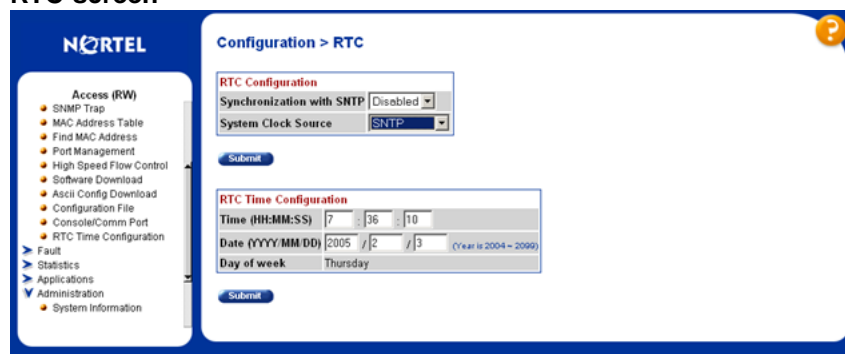 RTC screen
NORTEL
Configuration > RTC
?
Access (RW)
SNMP Trap
MAC Address Table
Find MAC Address
Port Management
High Speed Flow Control
Software Download
Ascii Config Download
Configuration File
Console/Comm Port
RTC Time Configuration
Fault
Statistics
Applications
Administration
System Information
RTC Configuration
Synchronization with SNTP Disabled
System Clock Source SNTP
Submit
RTC Time Configuration
Time (HH:MM:SS) 7 : 36 : 10
Date (YYYY/MM/DD) 2005 / 2 / 3 (Year is 2004 ~ 2099)
Day of week Thursday
Submit